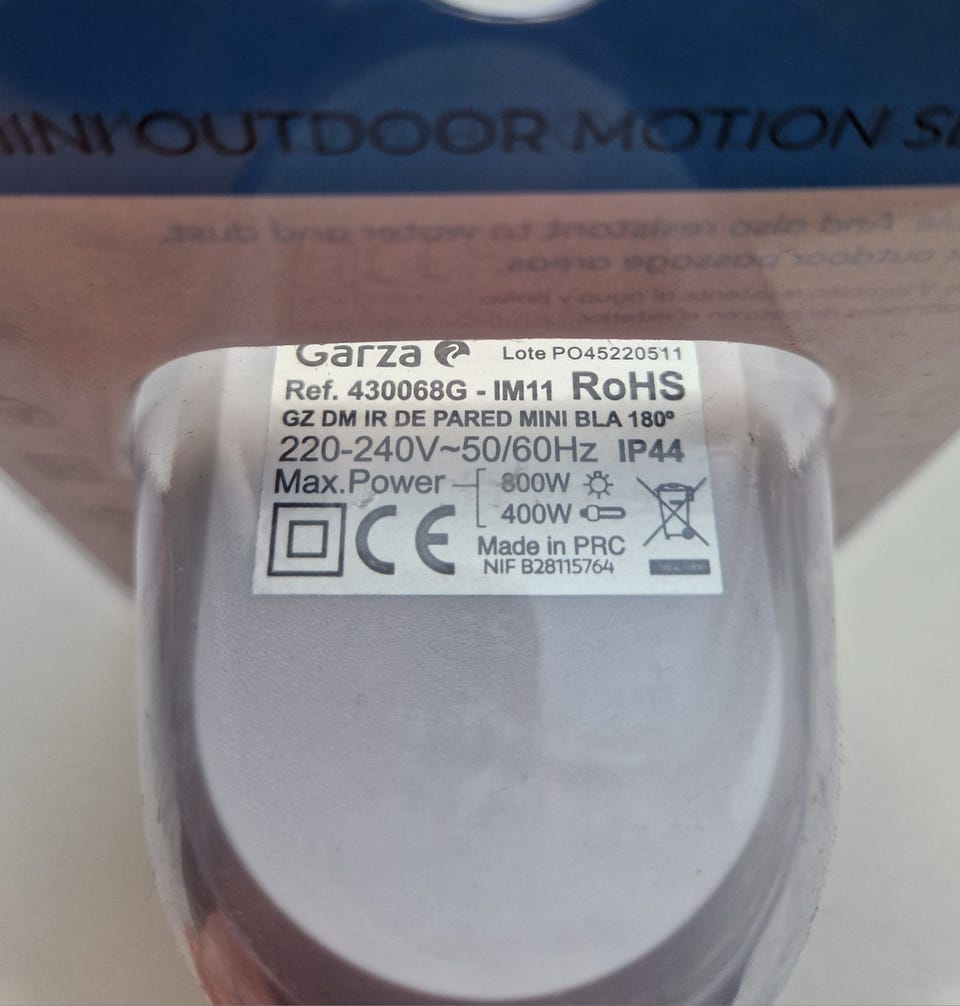 MINI OUTDOOR MOTION
And also resistant to water and dust.
outdoor passage areas.
Garza
Lote PO45220511
Ref. 430068G - IM11 RoHS
GZ DM IR DE PARED MINI BLA 180º
220-240V~50/60Hz IP44
Max.Power
800W
400W
CE
Made in PRC
NIF B28115764